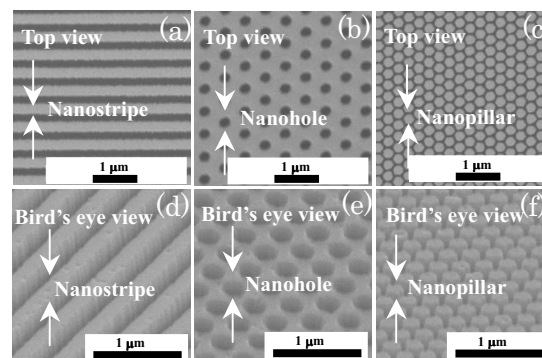 (a)
Top view
Nanostripe
1 μm
(b)
Top view
Nanohole
1 μm
(c)
Top view
Nanopillar
1 μm
(d)
Bird's eye view
Nanostripe
1 μm
(e)
Bird's eye view
Nanohole
1 μm
(f)
Bird's eye view
Nanopillar
1 μm